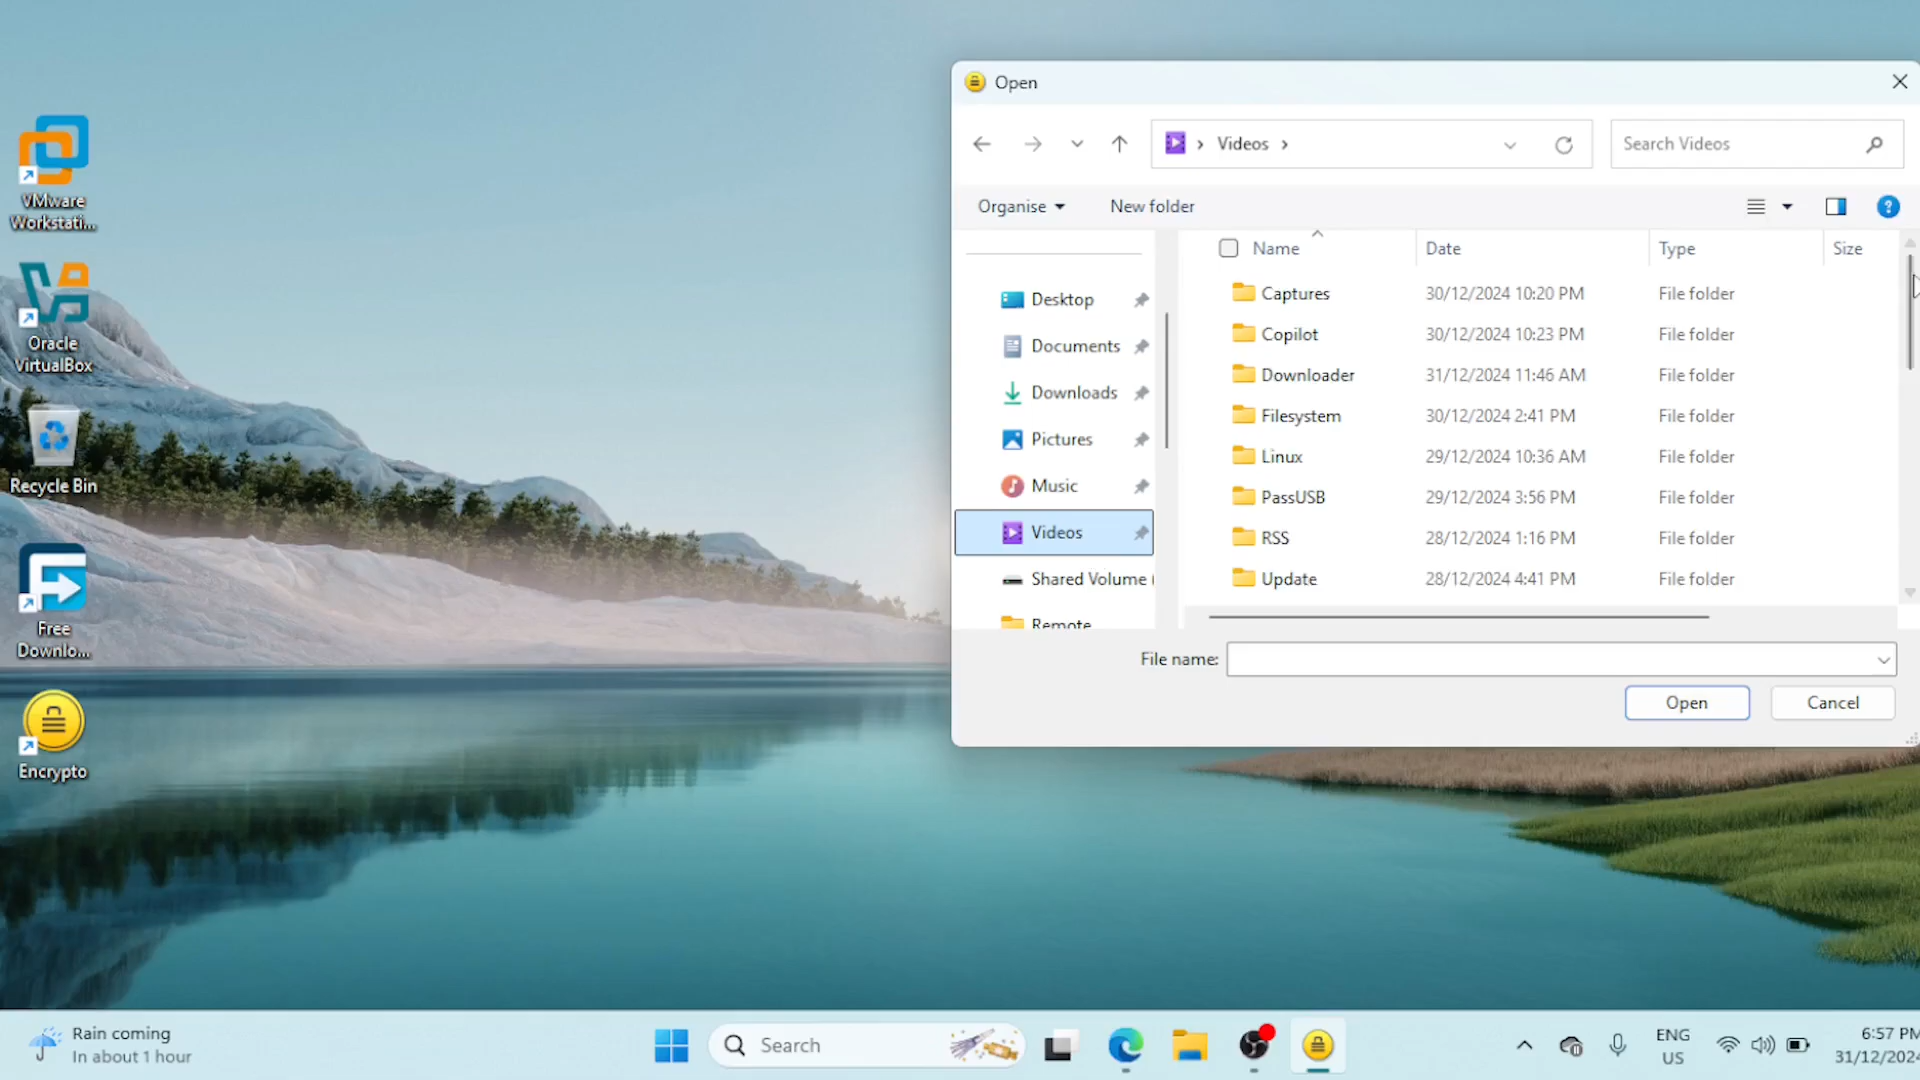 VMware
Workstati...
Oracle
VirtualBox
Recycle Bin
Free
Downlo...
Encrypto
Open
Videos
Search Videos
Organise
New folder
Name
Date
Type
Size
Desktop
Documents
Downloads
Pictures
Music
Videos
Shared Volume (
Remote
Captures 30/12/2024 10:20 PM File folder
Copilot 30/12/2024 10:23 PM File folder
Downloader 31/12/2024 11:46 AM File folder
Filesystem 30/12/2024 2:41 PM File folder
Linux 29/12/2024 10:36 AM File folder
PassUSB 29/12/2024 3:56 PM File folder
RSS 28/12/2024 1:16 PM File folder
Update 28/12/2024 4:41 PM File folder
File name:
Open
Cancel
Rain coming
In about 1 hour
Search
ENG
US
6:57 PM
31/12/2024